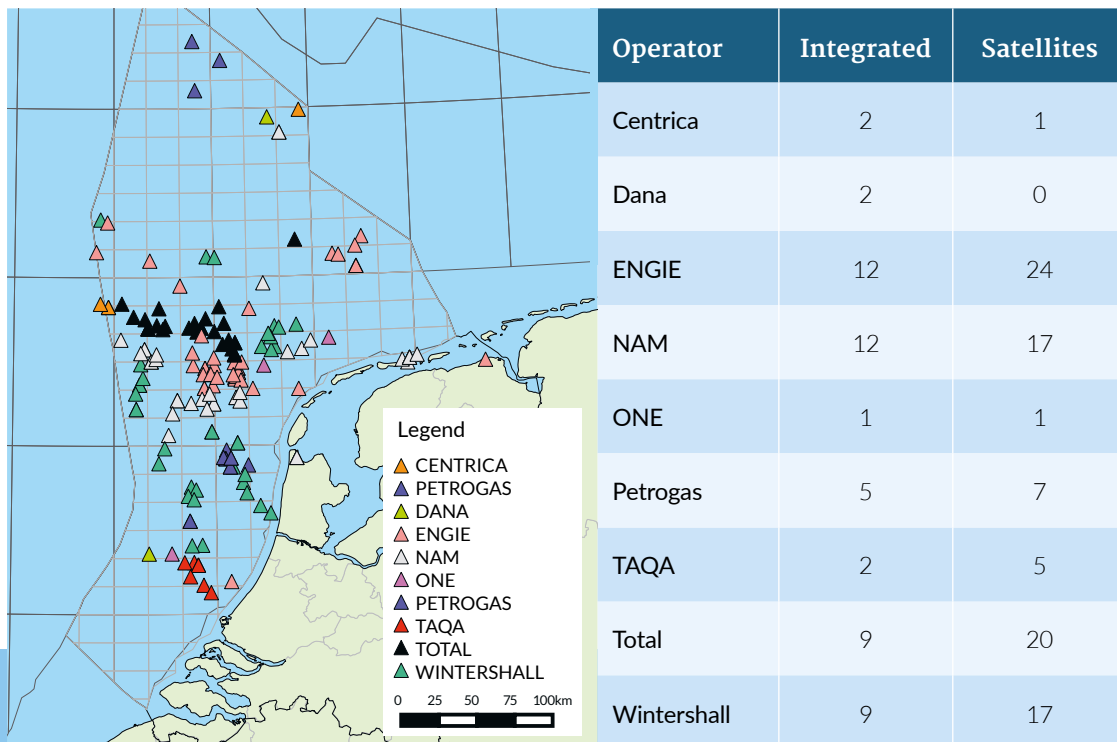 Legend
CENTRICA
PETROGAS
DANA
ENGIE
NAM
ONE
PETROGAS
TAQA
TOTAL
WINTERSHALL
0 25 50 75 100km
Operator Integrated Satellites
Centrica 2 1
Dana 2 0
ENGIE 12 24
NAM 12 17
ONE 1 1
Petrogas 5 7
TAQA 2 5
Total 9 20
Wintershall 9 17